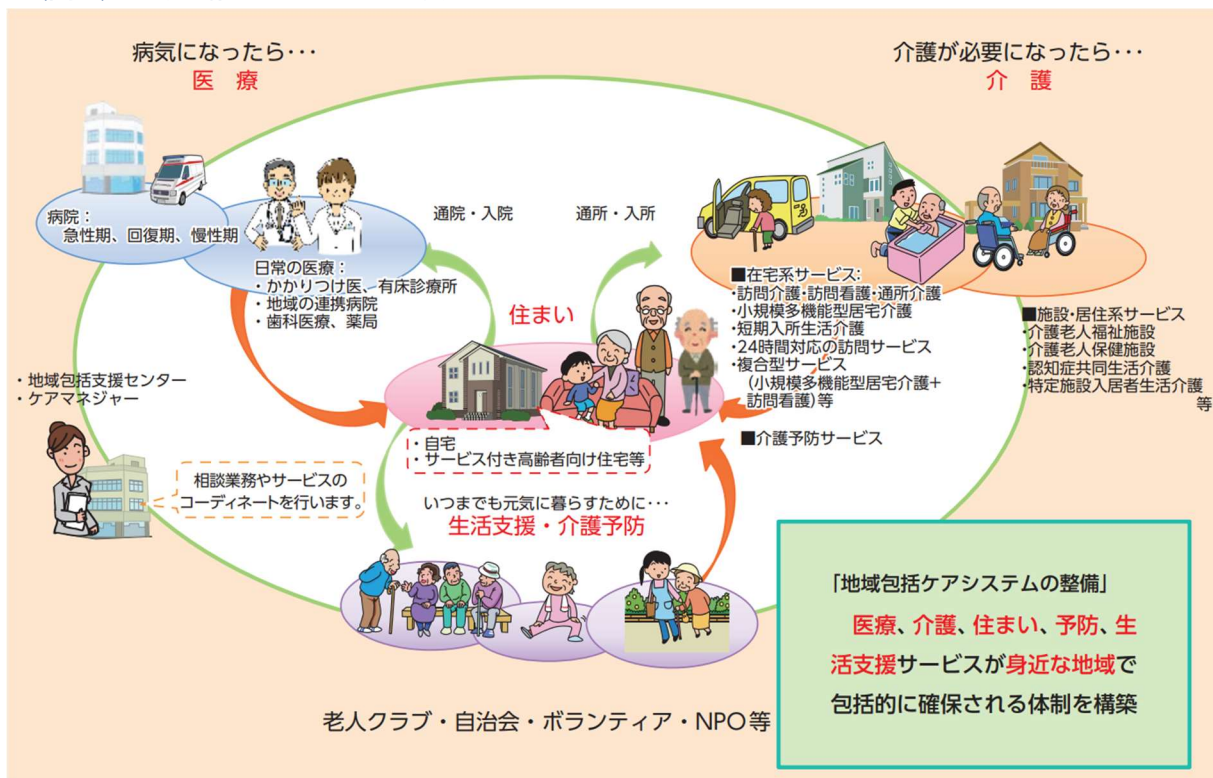 病気になったら・・・
医 療
介護が必要になったら・・・
介 護
病院：
急性期、回復期、慢性期
日常の医療：
・かかりつけ医、有床診療所
・地域の連携病院
・歯科医療、薬局
通院・入院
通所・入所
住まい
■在宅系サービス：
・訪問介護・訪問看護・通所介護
・小規模多機能型居宅介護
・短期入所生活介護
・24時間対応の訪問サービス
・複合型サービス
（小規模多機能型居宅介護＋
訪問看護）等
■介護予防サービス
■施設・居住系サービス
・介護老人福祉施設
・介護老人保健施設
・認知症共同生活介護
・特定施設入居者生活介護
等
・地域包括支援センター
・ケアマネジャー
相談業務やサービスの
コーディネートを行います。
・自宅
・サービス付き高齢者向け住宅等
いつまでも元気に暮らすために・・・
生活支援・介護予防
老人クラブ・自治会・ボランティア・NPO等
「地域包括ケアシステムの整備」
医療、介護、住まい、予防、生
活支援サービスが身近な地域で
包括的に確保される体制を構築